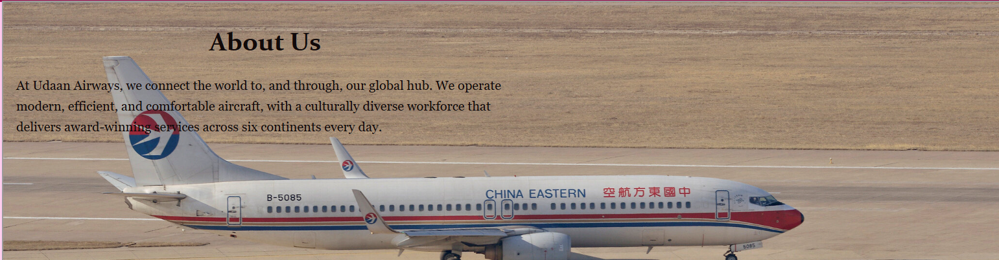 About Us
At Udaan Airways, we connect the world to, and through, our global hub. We operate
modern, efficient, and comfortable aircraft, with a culturally diverse workforce that
delivers award-winning services across six continents every day.
B-5085
CHINA EASTERN 空航方東國中
5085